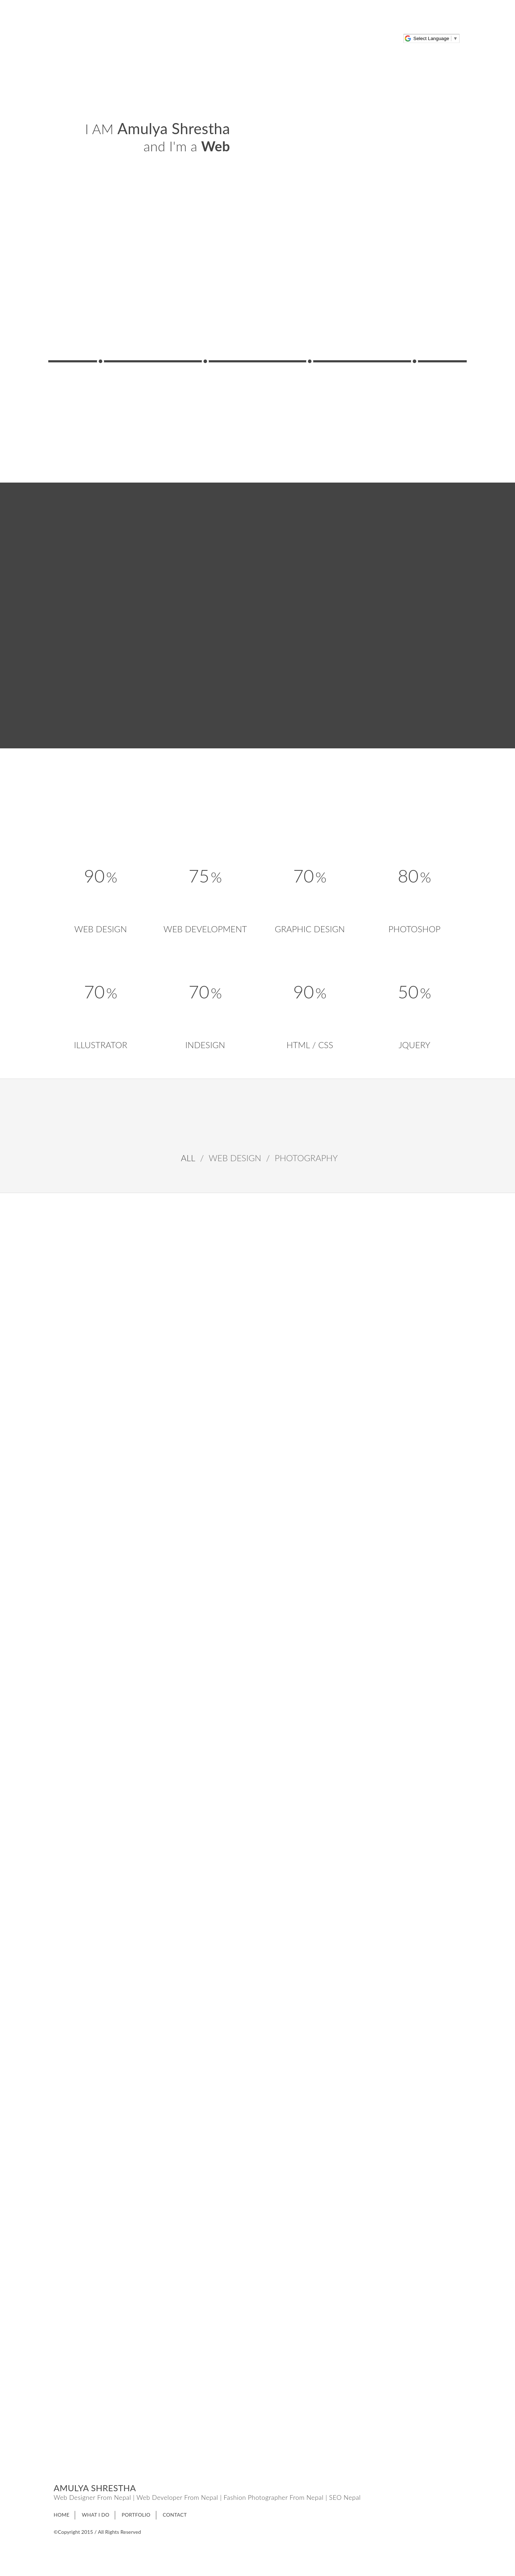 Select Language ▼
I AM Amulya Shrestha
and I'm a Web
90% 75% 70% 80%
WEB DESIGN WEB DEVELOPMENT GRAPHIC DESIGN PHOTOSHOP
70% 70% 90% 50%
ILLUSTRATOR INDESIGN HTML / CSS JQUERY
ALL / WEB DESIGN / PHOTOGRAPHY
AMULYA SHRESTHA
Web Designer From Nepal | Web Developer From Nepal | Fashion Photographer From Nepal | SEO Nepal
HOME WHAT I DO PORTFOLIO CONTACT
©Copyright 2015 / All Rights Reserved